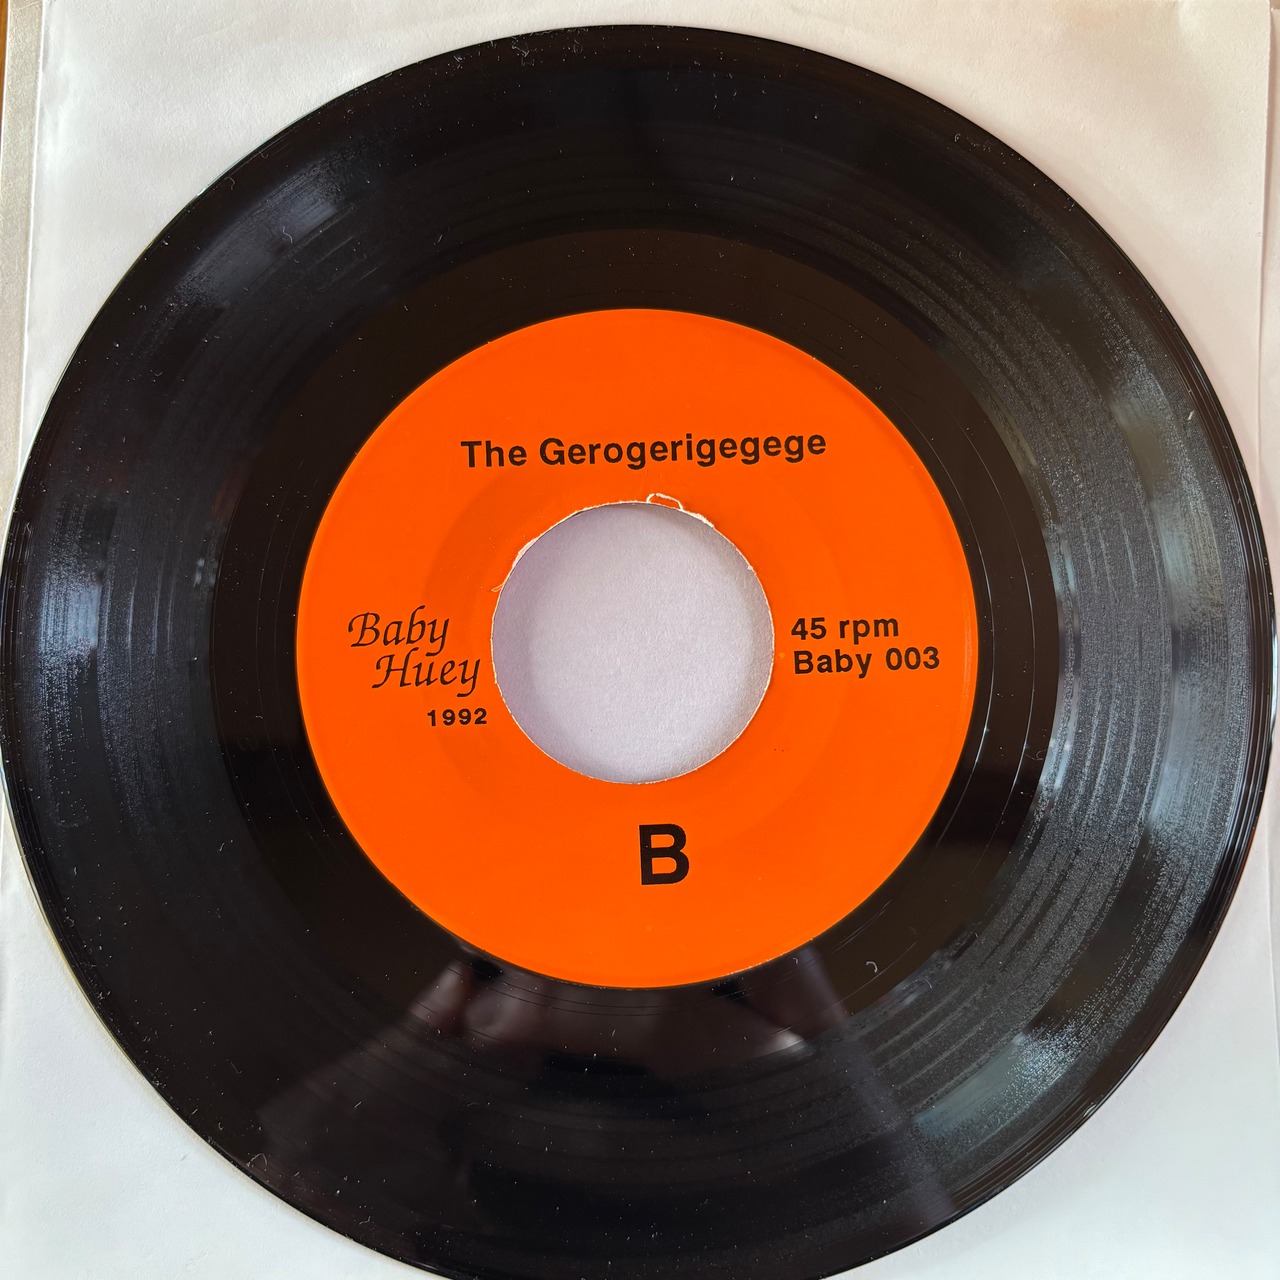 The Gerogerigegege
Baby
Huey
1992
45 rpm
Baby 003
B